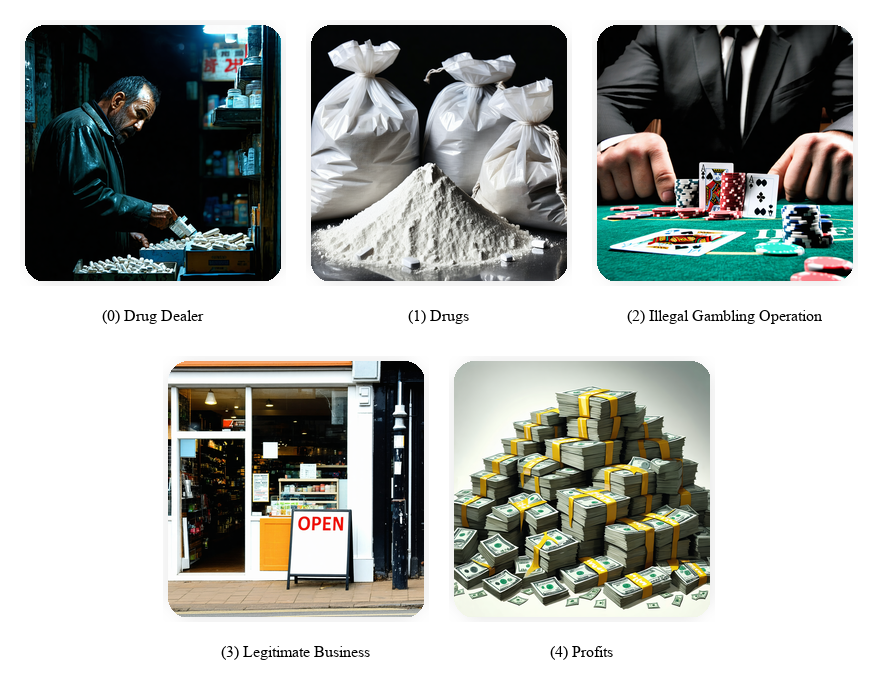 (0) Drug Dealer
(1) Drugs
(2) Illegal Gambling Operation
OPEN
(3) Legitimate Business
(4) Profits